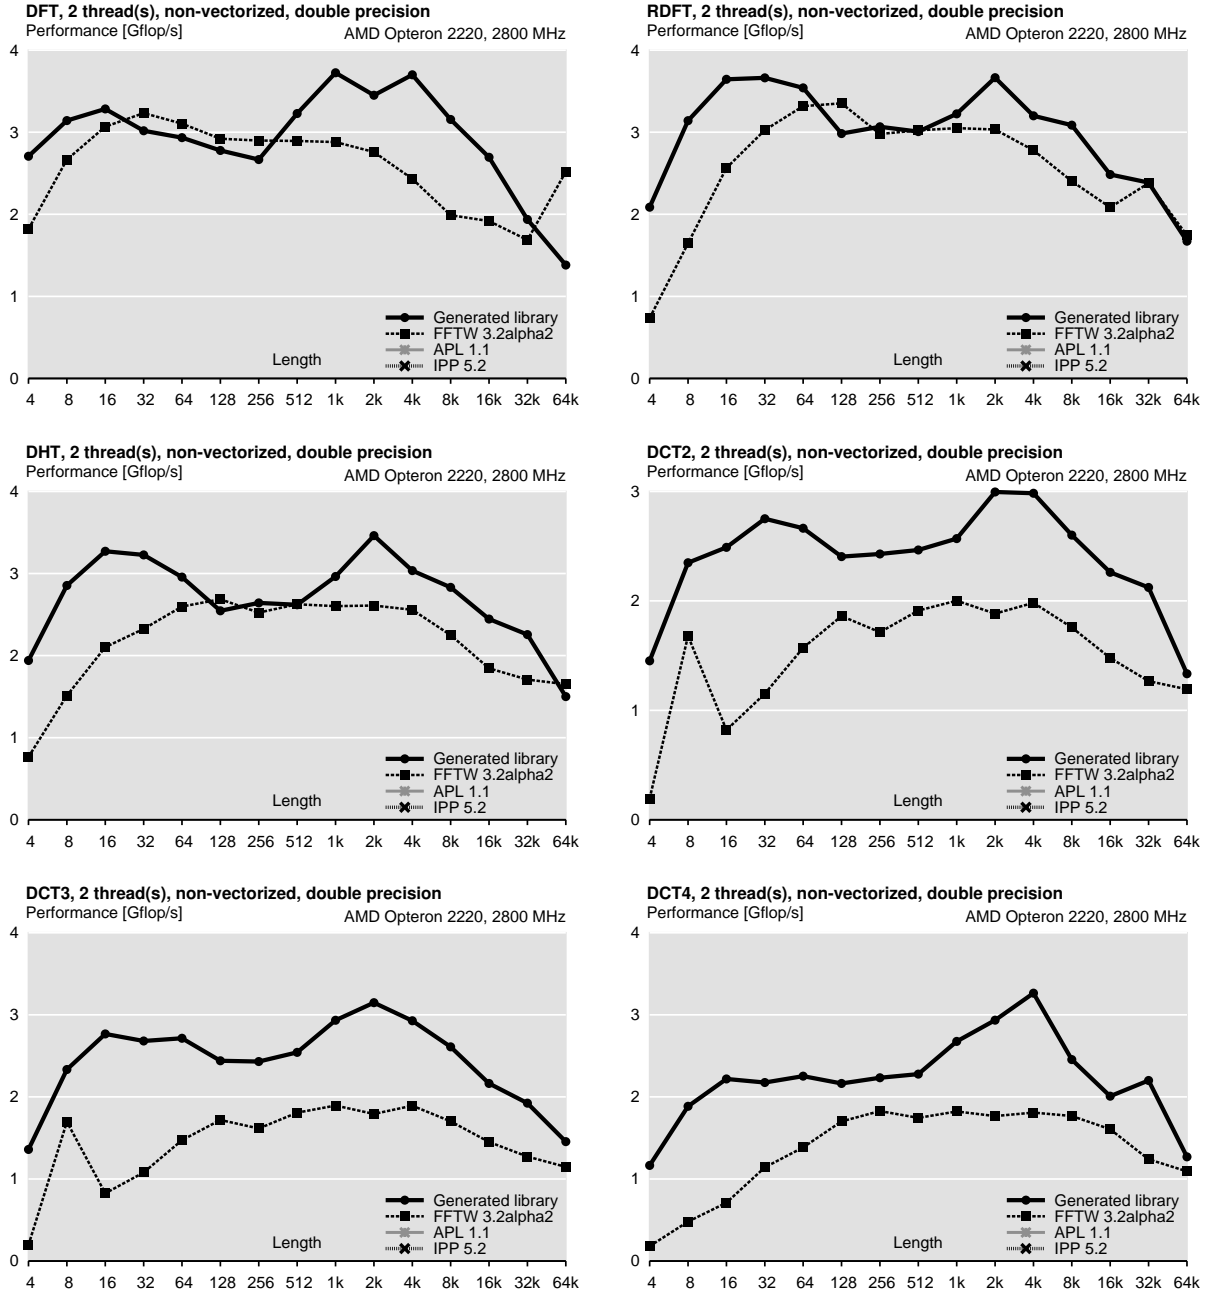 DFT, 2 thread(s), non-vectorized, double precision
Performance [Gflop/s] AMD Opteron 2220, 2800 MHz
4
3
2
1
0
Generated library
FFTW 3.2alpha2
APL 1.1
IPP 5.2
Length
4 8 16 32 64 128 256 512 1k 2k 4k 8k 16k 32k 64k
RDFT, 2 thread(s), non-vectorized, double precision
Performance [Gflop/s] AMD Opteron 2220, 2800 MHz
4
3
2
1
0
Generated library
FFTW 3.2alpha2
APL 1.1
IPP 5.2
Length
4 8 16 32 64 128 256 512 1k 2k 4k 8k 16k 32k 64k
DHT, 2 thread(s), non-vectorized, double precision
Performance [Gflop/s] AMD Opteron 2220, 2800 MHz
4
3
2
1
0
Generated library
FFTW 3.2alpha2
APL 1.1
IPP 5.2
Length
4 8 16 32 64 128 256 512 1k 2k 4k 8k 16k 32k 64k
DCT2, 2 thread(s), non-vectorized, double precision
Performance [Gflop/s] AMD Opteron 2220, 2800 MHz
3
2
1
0
Generated library
FFTW 3.2alpha2
APL 1.1
IPP 5.2
Length
4 8 16 32 64 128 256 512 1k 2k 4k 8k 16k 32k 64k
DCT3, 2 thread(s), non-vectorized, double precision
Performance [Gflop/s] AMD Opteron 2220, 2800 MHz
4
3
2
1
0
Generated library
FFTW 3.2alpha2
APL 1.1
IPP 5.2
Length
4 8 16 32 64 128 256 512 1k 2k 4k 8k 16k 32k 64k
DCT4, 2 thread(s), non-vectorized, double precision
Performance [Gflop/s] AMD Opteron 2220, 2800 MHz
4
3
2
1
0
Generated library
FFTW 3.2alpha2
APL 1.1
IPP 5.2
Length
4 8 16 32 64 128 256 512 1k 2k 4k 8k 16k 32k 64k